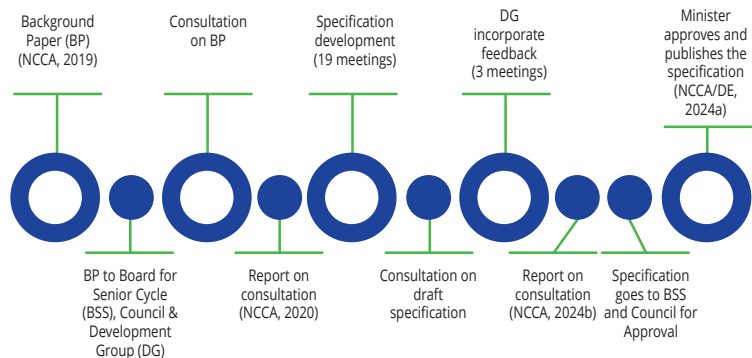 Background
Paper (BP)
(NCCA, 2019)
Consultation
on BP
Specification
development
(19 meetings)
DG
incorporate
feedback
(3 meetings)
Minister
approves and
publishes the
specification
(NCCA/DE,
2024a)
BP to Board for
Senior Cycle
(BSS), Council &
Development
Group (DG)
Report on
consultation
(NCCA, 2020)
Consultation on
draft
specification
Report on
consultation
(NCCA, 2024b)
Specification
goes to BSS
and Council for
Approval